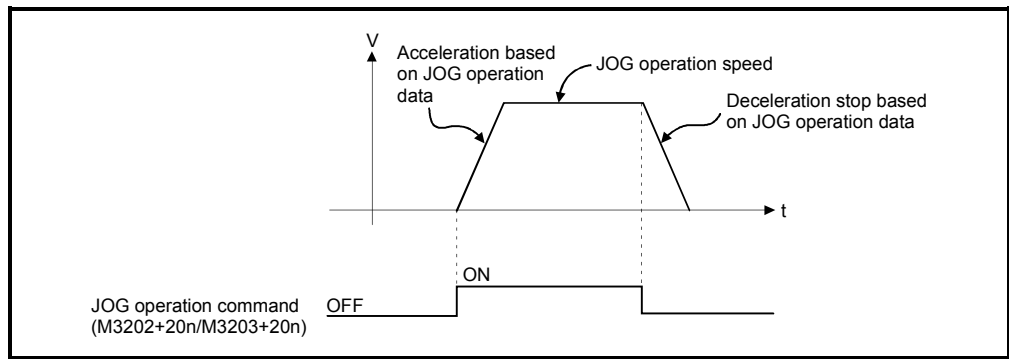 V
Acceleration based
on JOG operation
data
JOG operation speed
Deceleration stop based
on JOG operation data
t
ON
JOG operation command
(M3202+20n/M3203+20n)
OFF